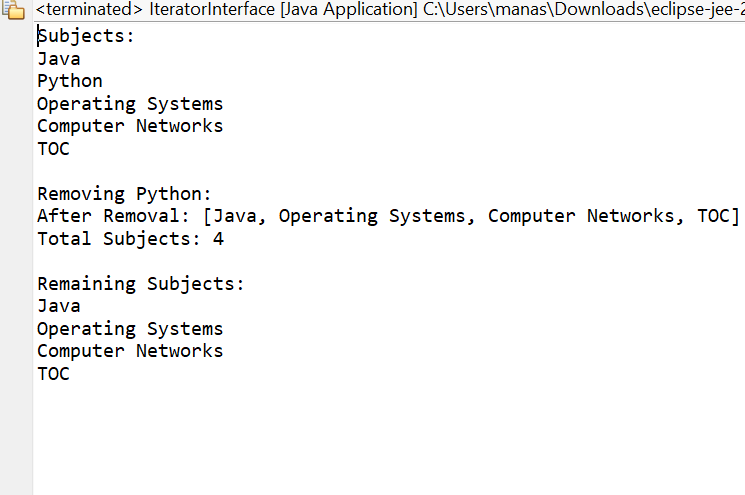 <terminated> IteratorInterface [Java Application] C:\Users\manas\Downloads\eclipse-jee-2
Subjects:
Java
Python
Operating Systems
Computer Networks
TOC
Removing Python:
After Removal: [Java, Operating Systems, Computer Networks, TOC]
Total Subjects: 4
Remaining Subjects:
Java
Operating Systems
Computer Networks
TOC